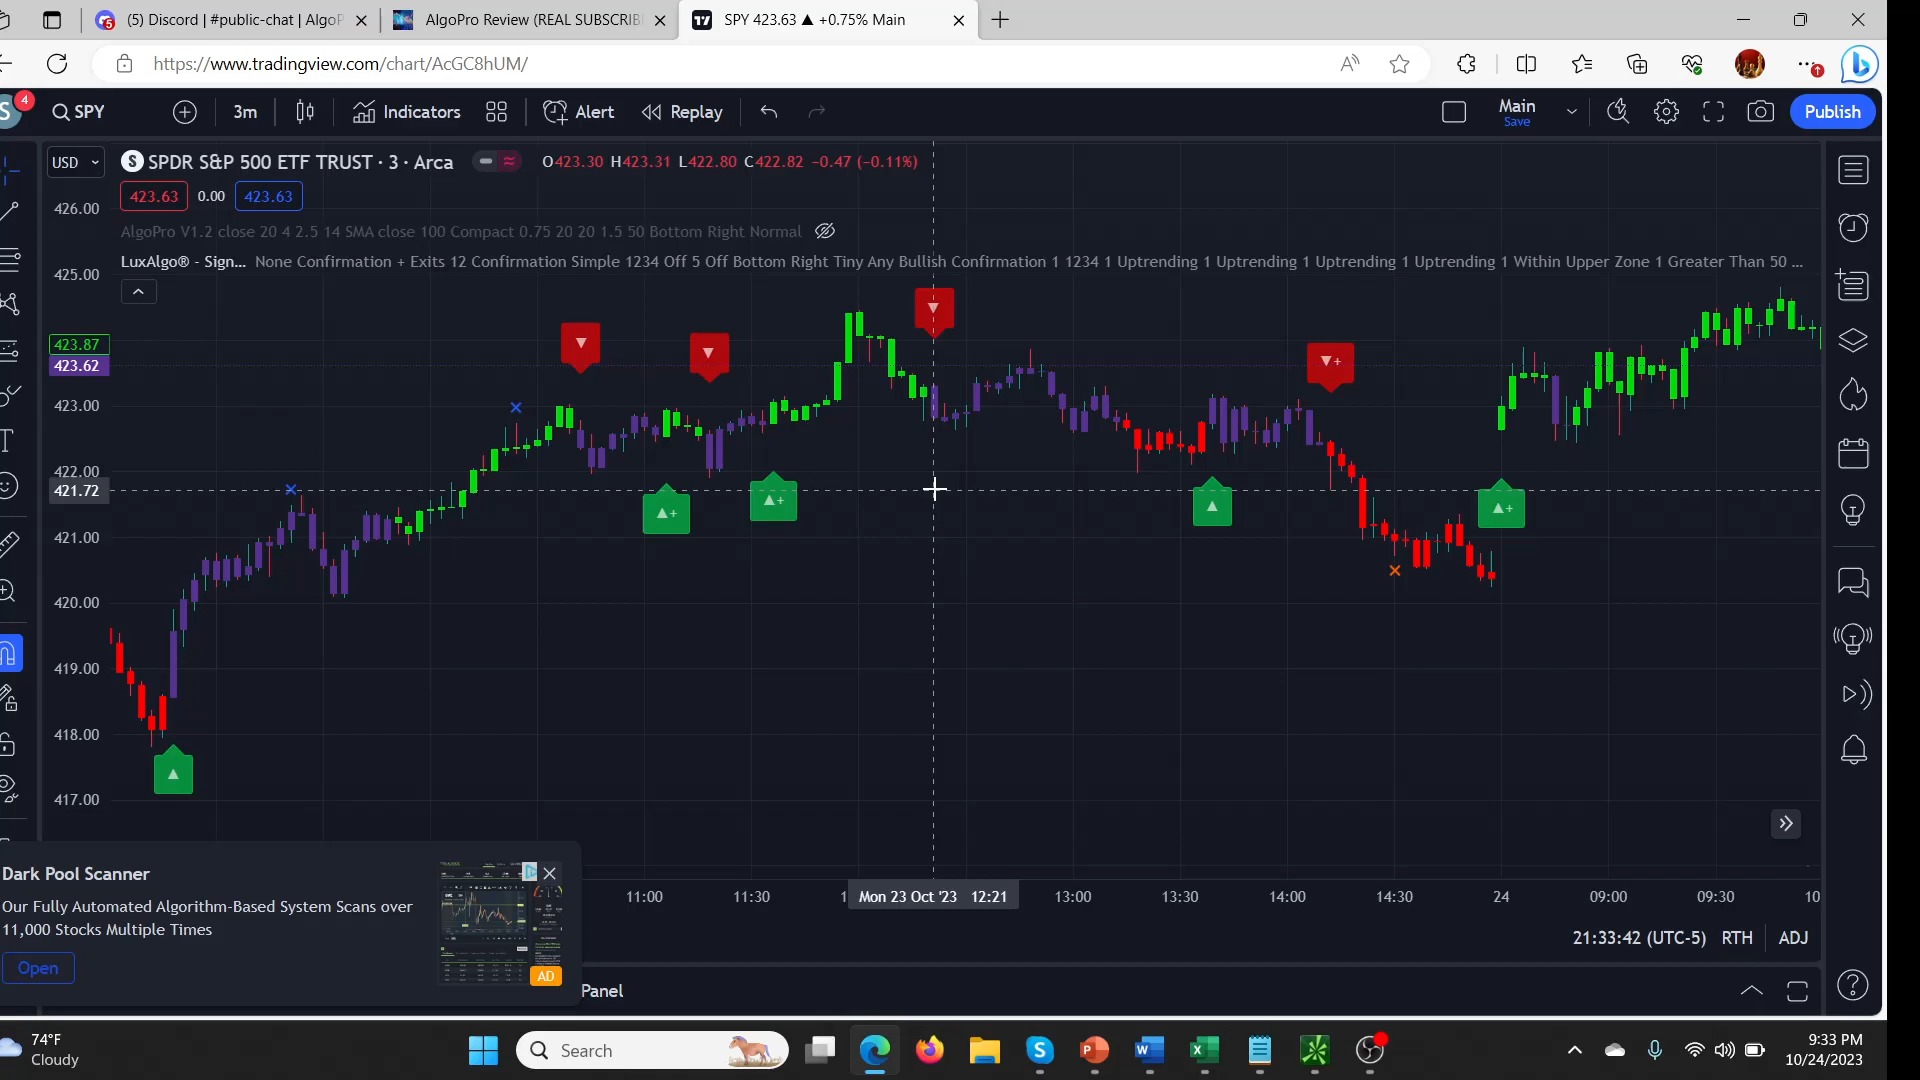 (5) Discord | #public-chat | AlgoP
AlgoPro Review (REAL SUBSCRIB
SPY 423.63 ▲ +0.75% Main
https://www.tradingview.com/chart/AcGC8hUM/
S 4
SPY
3m
Indicators
Alert
Replay
Main
Save
Publish
USD
S SPDR S&P 500 ETF TRUST · 3 · Arca
O423.30 H423.31 L422.80 C422.82 −0.47 (−0.11%)
423.63 0.00 423.63
AlgoPro V1.2 close 20 4 2.5 14 SMA close 100 Compact 0.75 20 20 1.5 50 Bottom Right Normal
LuxAlgo® - Sign... None Confirmation + Exits 12 Confirmation Simple 1234 Off 5 Off Bottom Right Tiny Any Bullish Confirmation 1 1234 1 Uptrending 1 Uptrending 1 Uptrending 1 Uptrending 1 Within Upper Zone 1 Greater Than 50 ...
426.00
425.00
423.87
423.62
423.00
422.00
421.72
421.00
420.00
419.00
418.00
417.00
▼
▼
▼
▼+
▲
▲+
▲+
▲
▲+
11:00 11:30 1 Mon 23 Oct '23 12:21 13:00 13:30 14:00 14:30 24 09:00 09:30 10
21:33:42 (UTC-5) RTH ADJ
Dark Pool Scanner
Our Fully Automated Algorithm-Based System Scans over
11,000 Stocks Multiple Times
Open
AD
Panel
74°F
Cloudy
Search
9:33 PM
10/24/2023